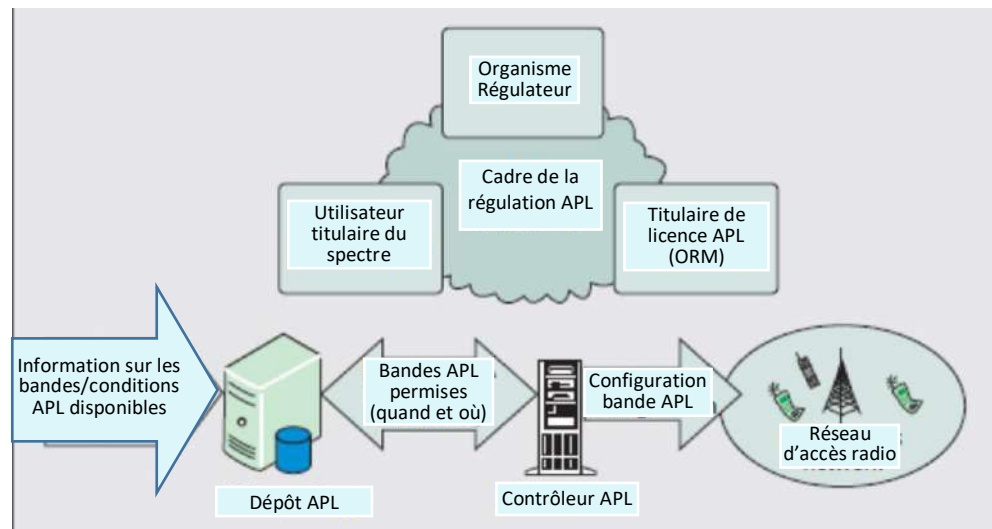 Organisme
Régulateur
Cadre de la
régulation APL
Utilisateur
titulaire du
spectre
Titulaire de
licence APL
(ORM)
Information sur les
bandes/conditions
APL disponibles
Bandes APL
permises
(quand et où)
Configuration
bande APL
Réseau
d’accès radio
Dépôt APL
Contrôleur APL